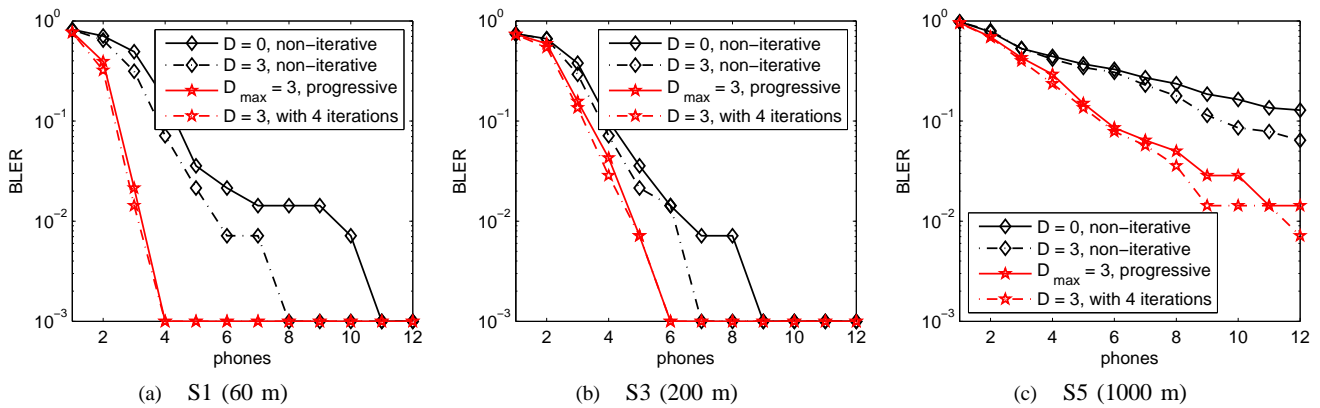 10^0
10^-1
10^-2
10^-3
BLER
2 4 6 8 10 12
phones
D = 0, non-iterative
D = 3, non-iterative
D_max = 3, progressive
D = 3, with 4 iterations
(a) S1 (60 m)
10^0
10^-1
10^-2
10^-3
BLER
2 4 6 8 10 12
phones
D = 0, non-iterative
D = 3, non-iterative
D_max = 3, progressive
D = 3, with 4 iterations
(b) S3 (200 m)
10^0
10^-1
10^-2
10^-3
BLER
2 4 6 8 10 12
phones
D = 0, non-iterative
D = 3, non-iterative
D_max = 3, progressive
D = 3, with 4 iterations
(c) S5 (1000 m)